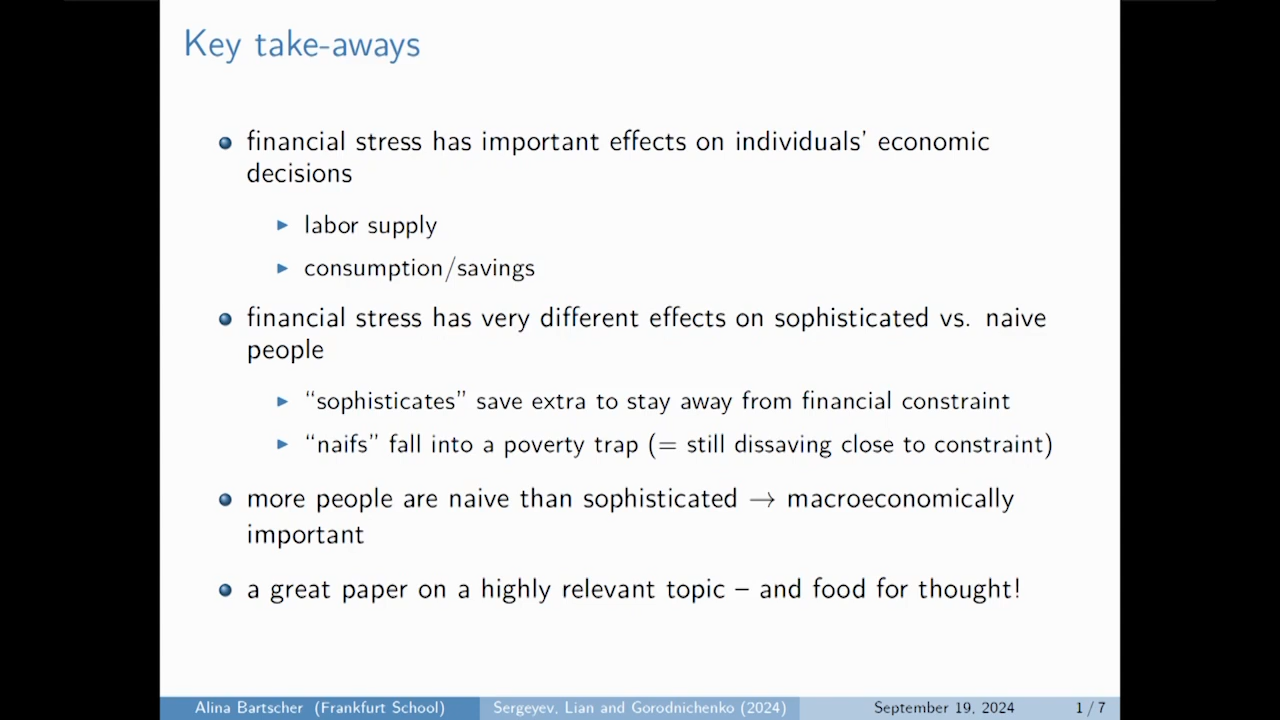 Key take-aways
financial stress has important effects on individuals' economic
decisions
labor supply
consumption/savings
financial stress has very different effects on sophisticated vs. naive
people
“sophisticates” save extra to stay away from financial constraint
“naifs” fall into a poverty trap (= still dissaving close to constraint)
more people are naive than sophisticated → macroeconomically
important
a great paper on a highly relevant topic – and food for thought!
Alina Bartscher (Frankfurt School) Sergeyev, Lian and Gorodnichenko (2024) September 19, 2024 1 / 7